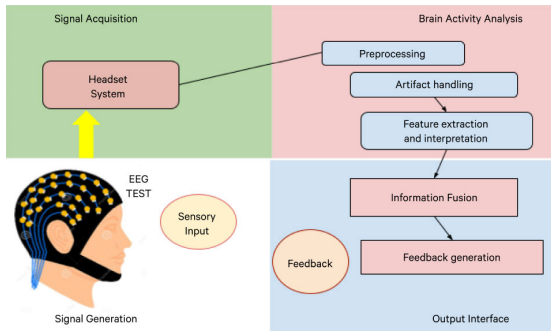 Signal Acquisition
Brain Activity Analysis
Preprocessing
Headset
System
Artifact handling
Feature extraction
and interpretation
EEG
TEST
Sensory
Input
Information Fusion
Feedback
Feedback generation
Signal Generation
Output Interface